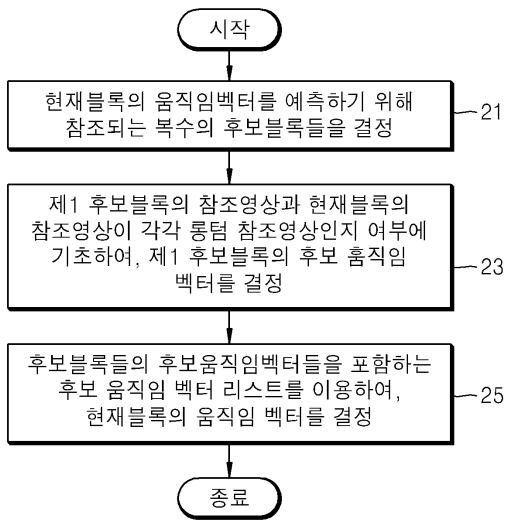 시작
현재블록의 움직임벡터를 예측하기 위해
참조되는 복수의 후보블록들을 결정
21
제1 후보블록의 참조영상과 현재블록의
참조영상이 각각 롱텀 참조영상인지 여부에
기초하여, 제1 후보블록의 후보 훔직임
벡터를 결정
23
후보블록들의 후보움직임벡터들을 포함하는
후보 움직임 벡터 리스트를 이용하여,
현재블록의 움직임 벡터를 결정
25
종료